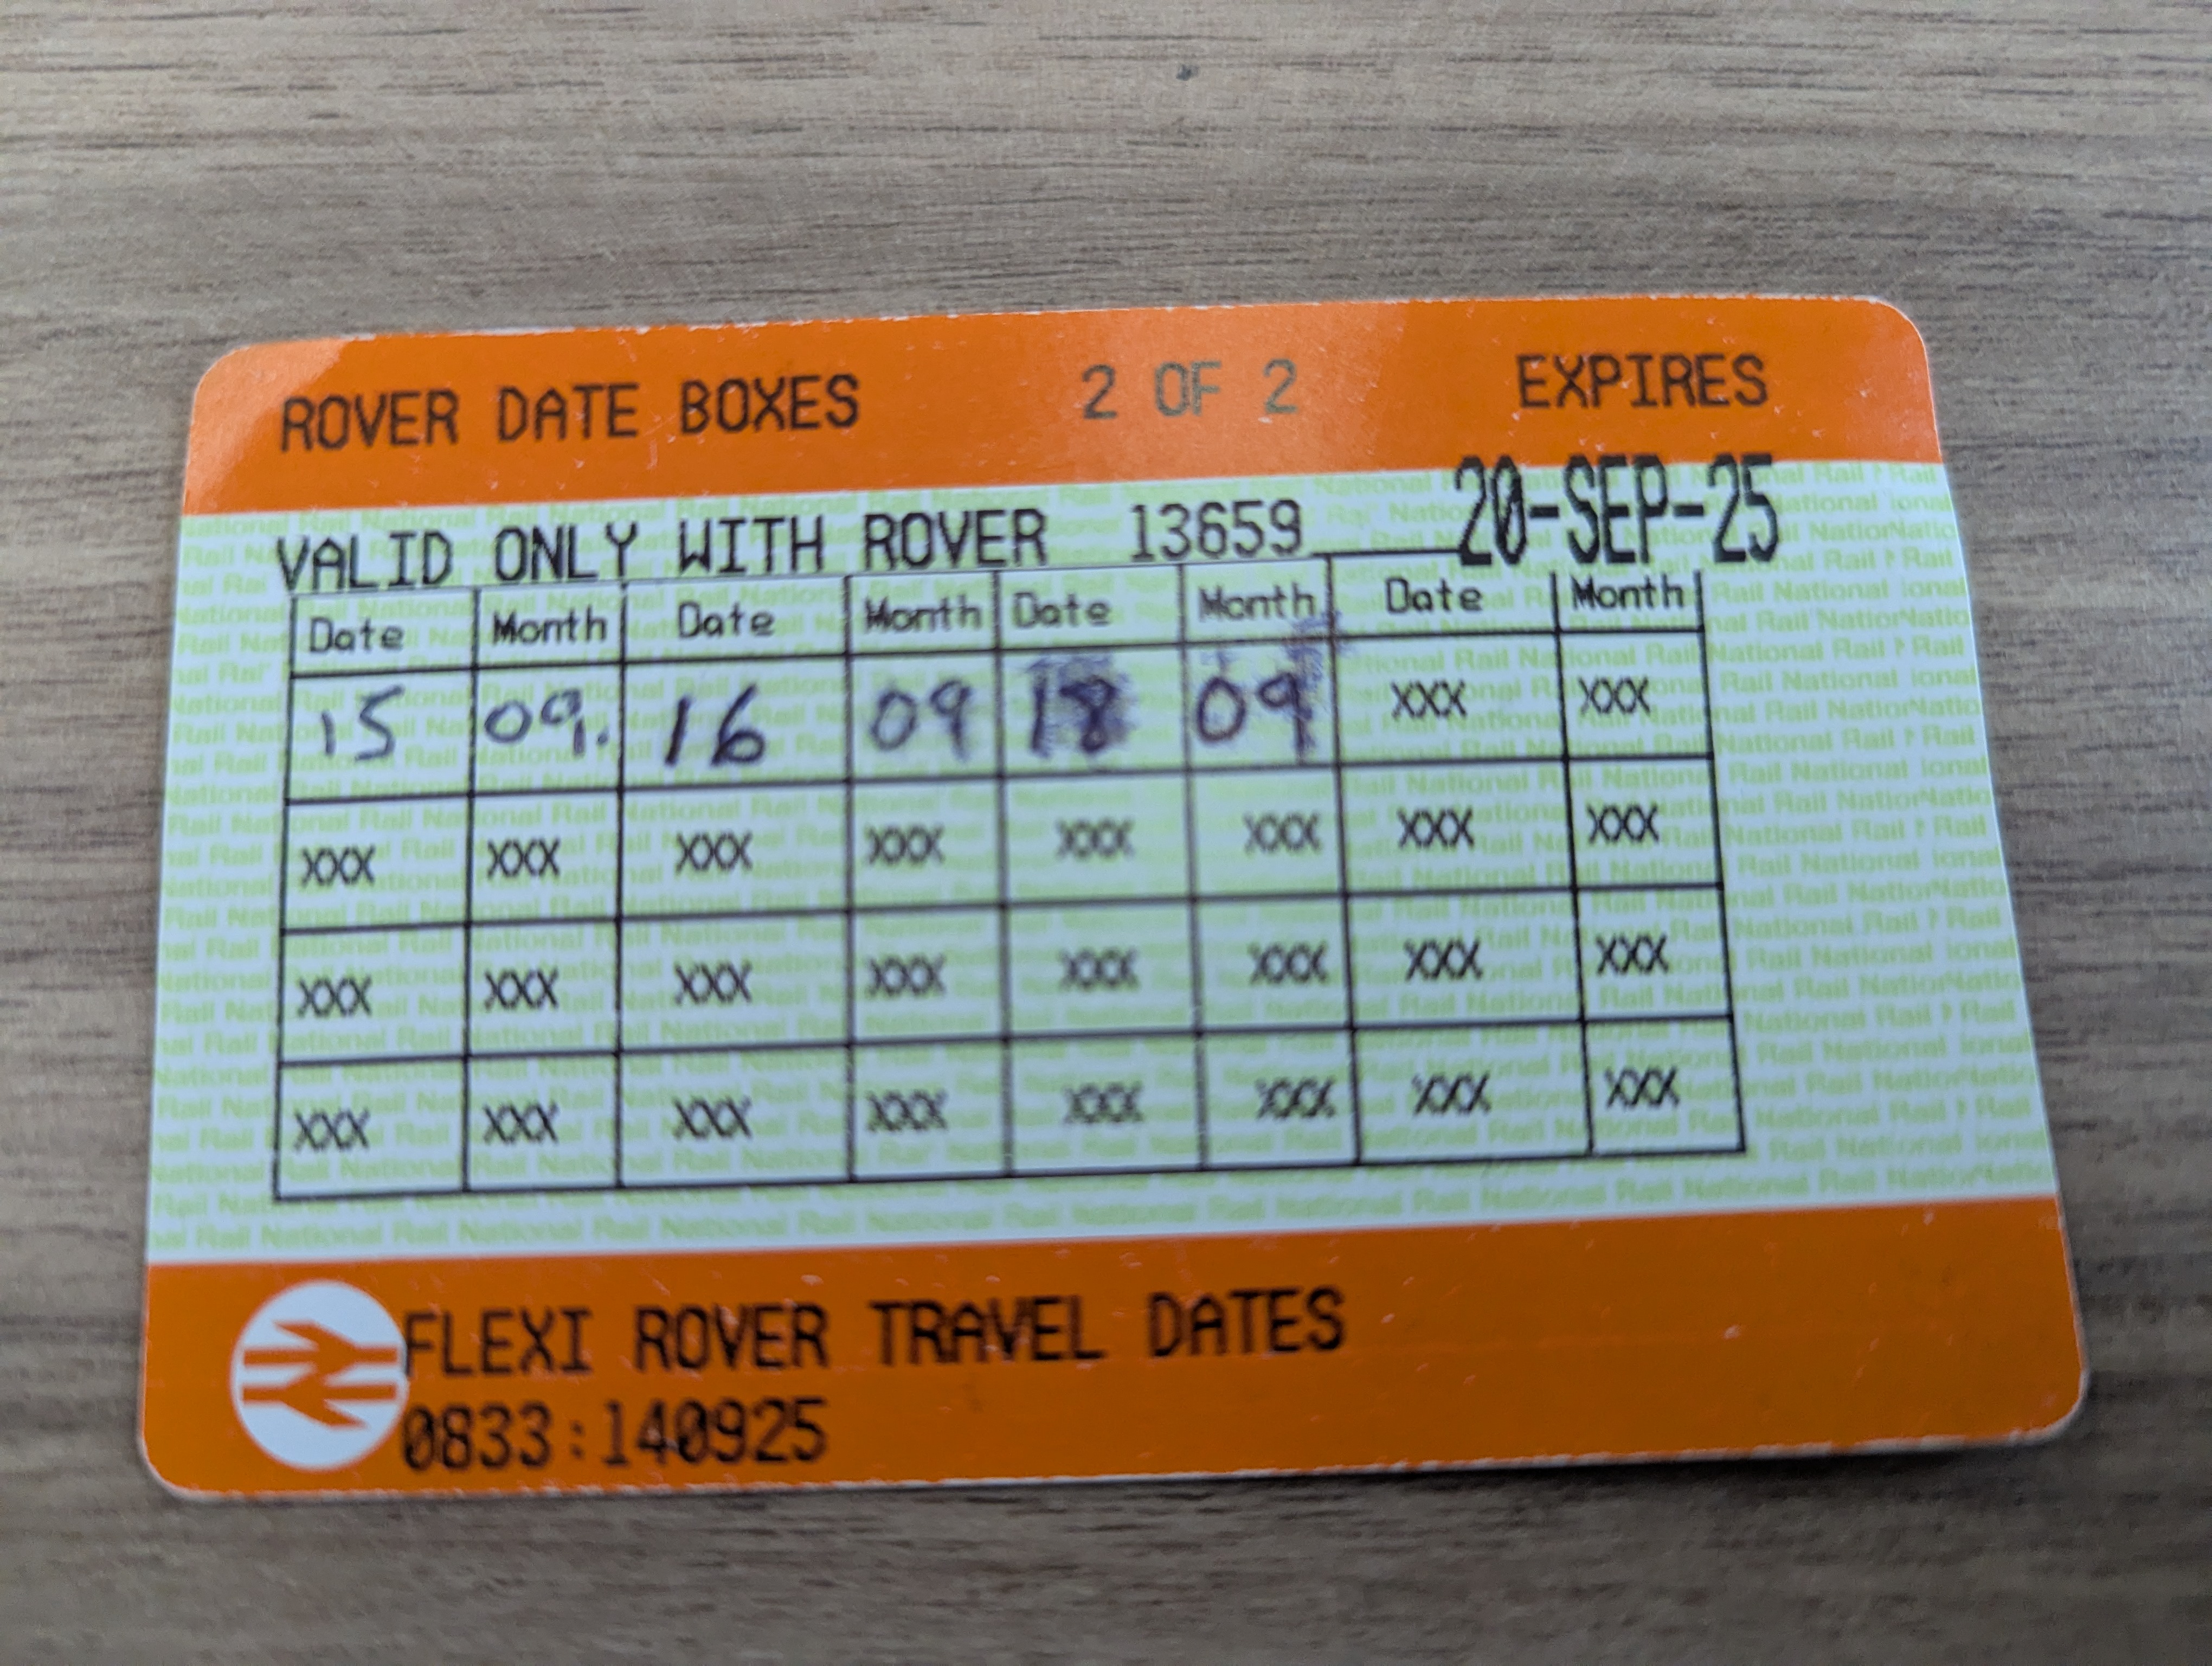 ROVER DATE BOXES 2 OF 2 EXPIRES
VALID ONLY WITH ROVER 13659 20-SEP-25
Date Month Date Month Date Month Date Month
15 09. 16 09 18 09 XXX XXX
XXX XXX XXX XXX XXX XXX XXX XXX
XXX XXX XXX XXX XXX XXX XXX XXX
XXX XXX XXX XXX XXX XXX XXX XXX
FLEXI ROVER TRAVEL DATES
0833:140925